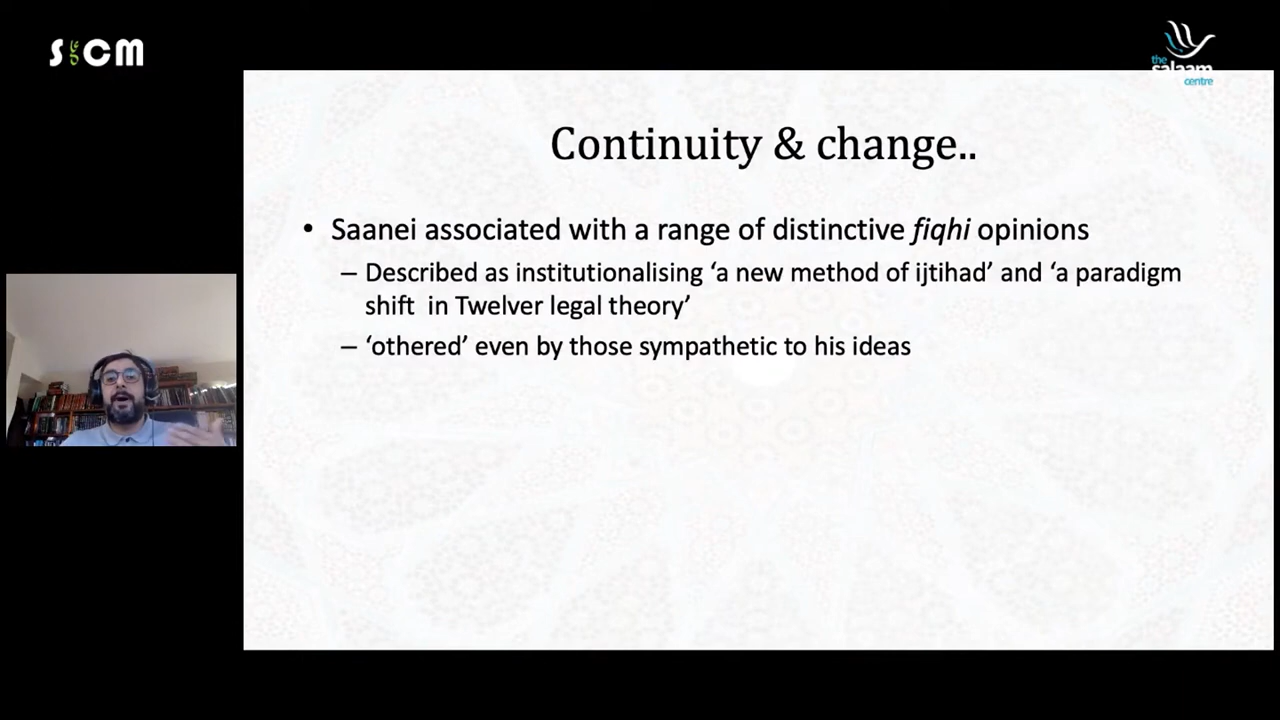 SICM
the
salaam
centre
Continuity & change..
• Saanei associated with a range of distinctive fiqhi opinions
– Described as institutionalising ‘a new method of ijtihad’ and ‘a paradigm
shift in Twelver legal theory’
– ‘othered’ even by those sympathetic to his ideas